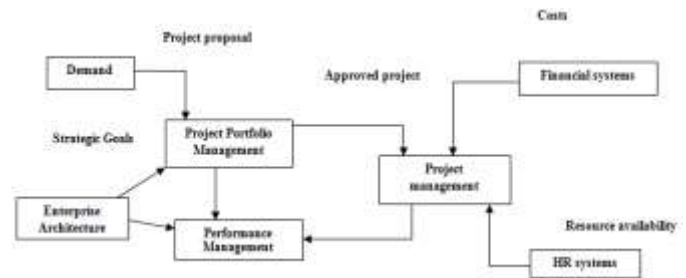 Costs
Project proposal
Demand
Approved project
Financial systems
Strategic Goals
Project Portfolio
Management
Project
management
Enterprise
Architecture
Performance
Management
Resource availability
HR systems